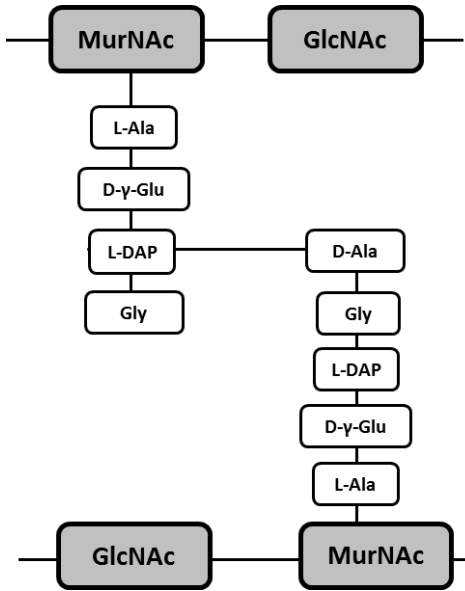 MurNAc GlcNAc
L-Ala
D-γ-Glu
L-DAP D-Ala
Gly Gly
L-DAP
D-γ-Glu
L-Ala
GlcNAc MurNAc